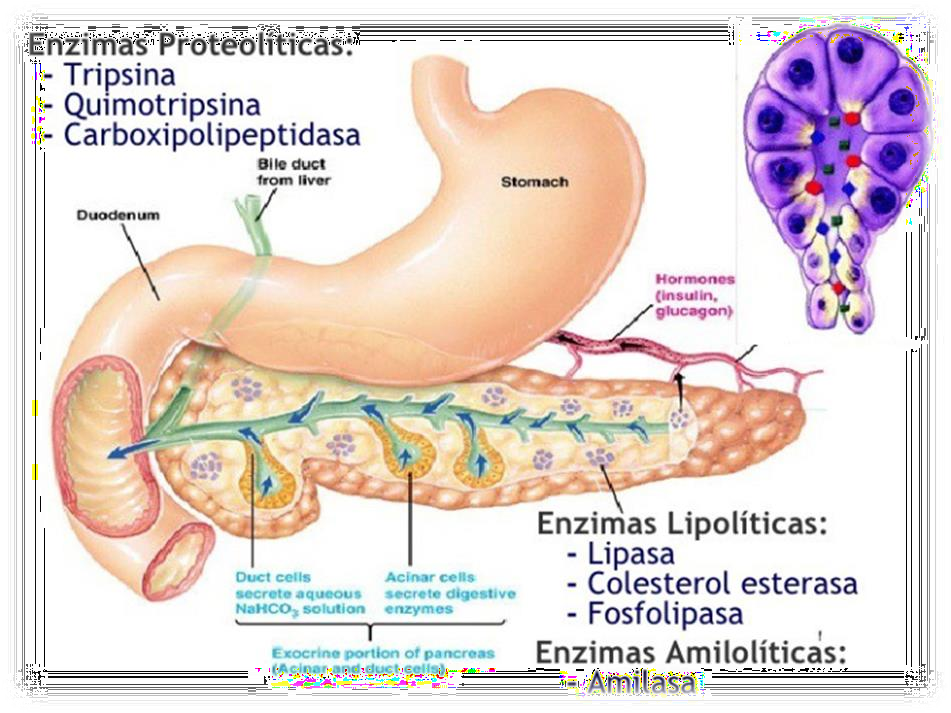 Enzimas Proteolíticas:
- Tripsina
- Quimotripsina
- Carboxipolipeptidasa
Bile duct
from liver
Stomach
Duodenum
Hormones
(insulin,
glucagon)
Enzimas Lipolíticas:
- Lipasa
- Colesterol esterasa
- Fosfolipasa
Duct cells
secrete aqueous
NaHCO₃ solution
Acinar cells
secrete digestive
enzymes
Exocrine portion of pancreas
(Acinar and duct cells)
Enzimas Amilolíticas:
- Amilasa